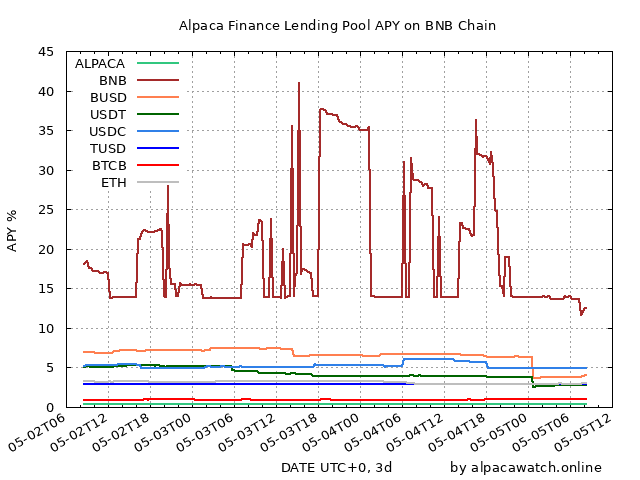 Alpaca Finance Lending Pool APY on BNB Chain
45
40
35
30
25
20
15
10
5
0
APY %
ALPACA
BNB
BUSD
USDT
USDC
TUSD
BTCB
ETH
05-02T06
05-02T12
05-02T18
05-03T00
05-03T06
05-03T12
05-03T18
05-04T00
05-04T06
05-04T12
05-04T18
05-05T00
05-05T06
05-05T12
DATE UTC+0, 3d
by alpacawatch.online